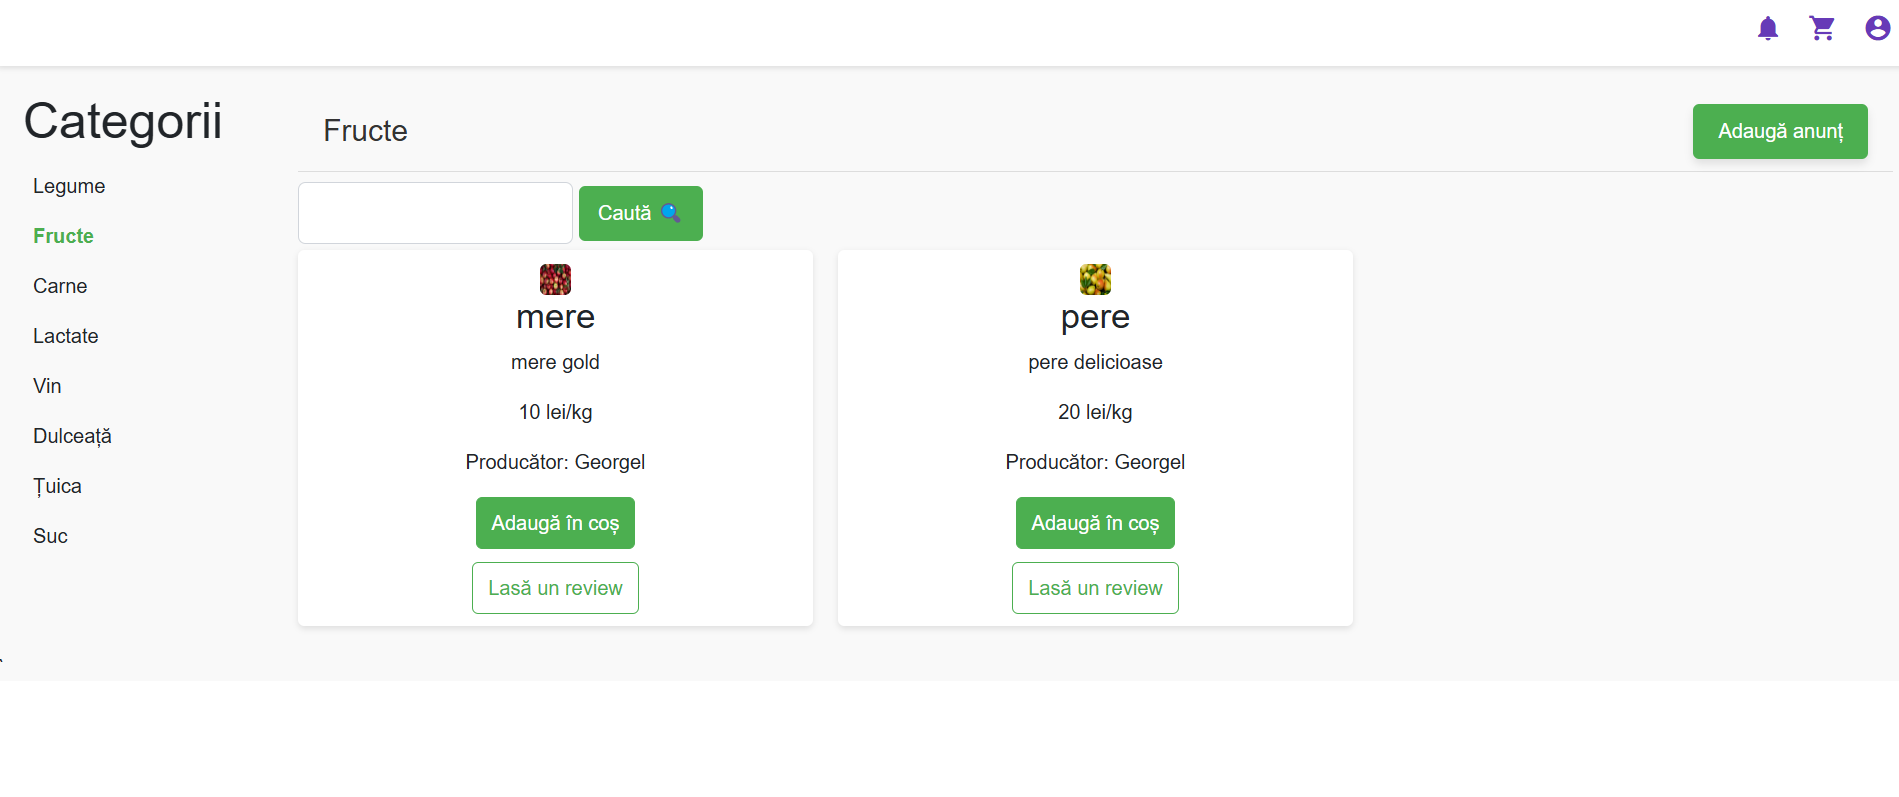 Categorii
Legume
Fructe
Carne
Lactate
Vin
Dulceață
Țuica
Suc
Fructe
Adaugă anunț
Caută
mere
mere gold
10 lei/kg
Producător: Georgel
Adaugă în coș
Lasă un review
pere
pere delicioase
20 lei/kg
Producător: Georgel
Adaugă în coș
Lasă un review
`